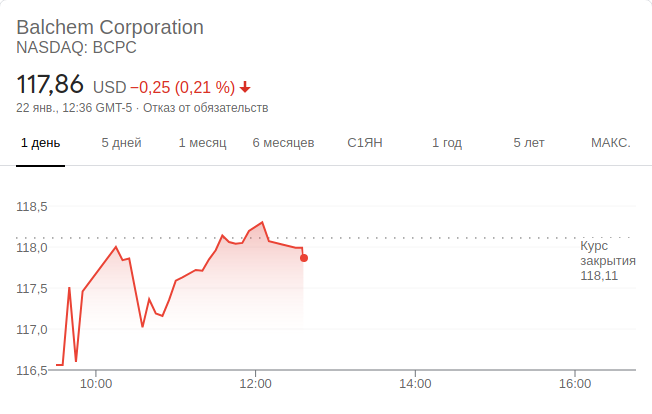 Balchem Corporation
NASDAQ: BCPC
117,86 USD −0,25 (0,21 %)
22 янв., 12:36 GMT-5 · Отказ от обязательств
1 день 5 дней 1 месяц 6 месяцев С1ЯН 1 год 5 лет МАКС.
118,5
118,0
117,5
117,0
116,5
Курс
закрытия
118,11
10:00 12:00 14:00 16:00